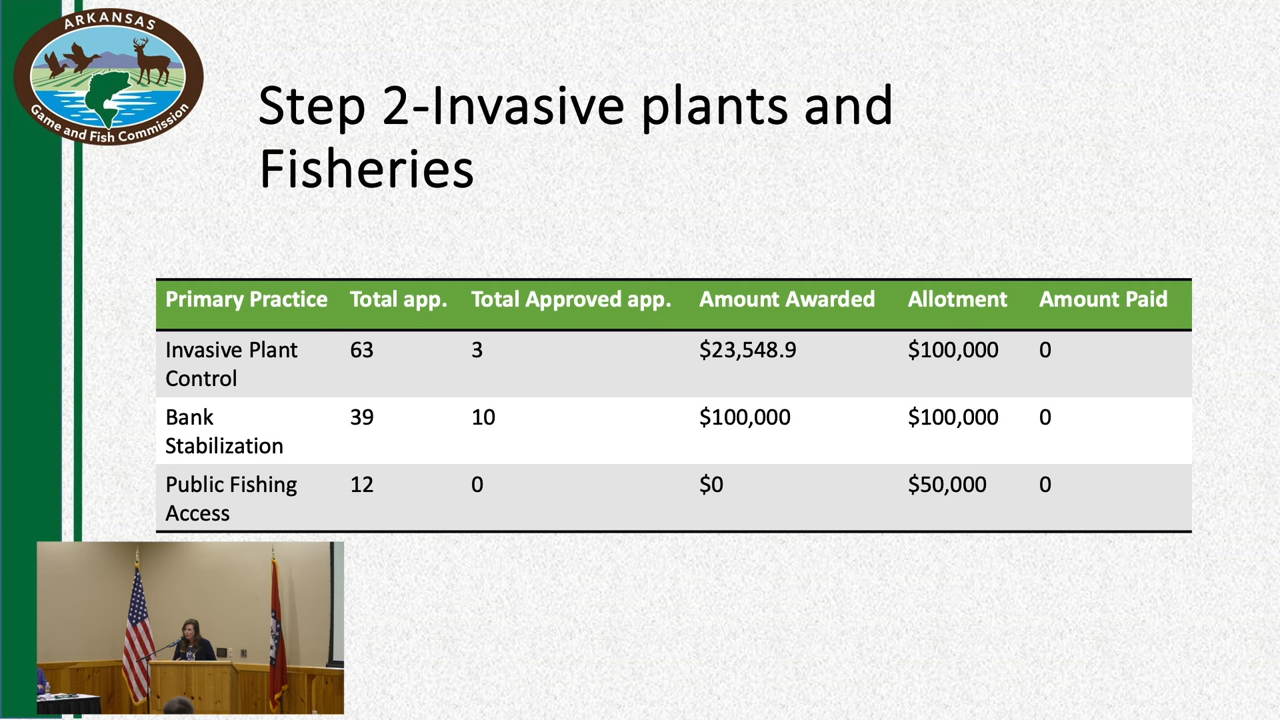 ARKANSAS
Game and Fish Commission
Step 2-Invasive plants and
Fisheries
Primary Practice Total app. Total Approved app. Amount Awarded Allotment Amount Paid
Invasive Plant 63 3 $23,548.9 $100,000 0
Control
Bank 39 10 $100,000 $100,000 0
Stabilization
Public Fishing 12 0 $0 $50,000 0
Access